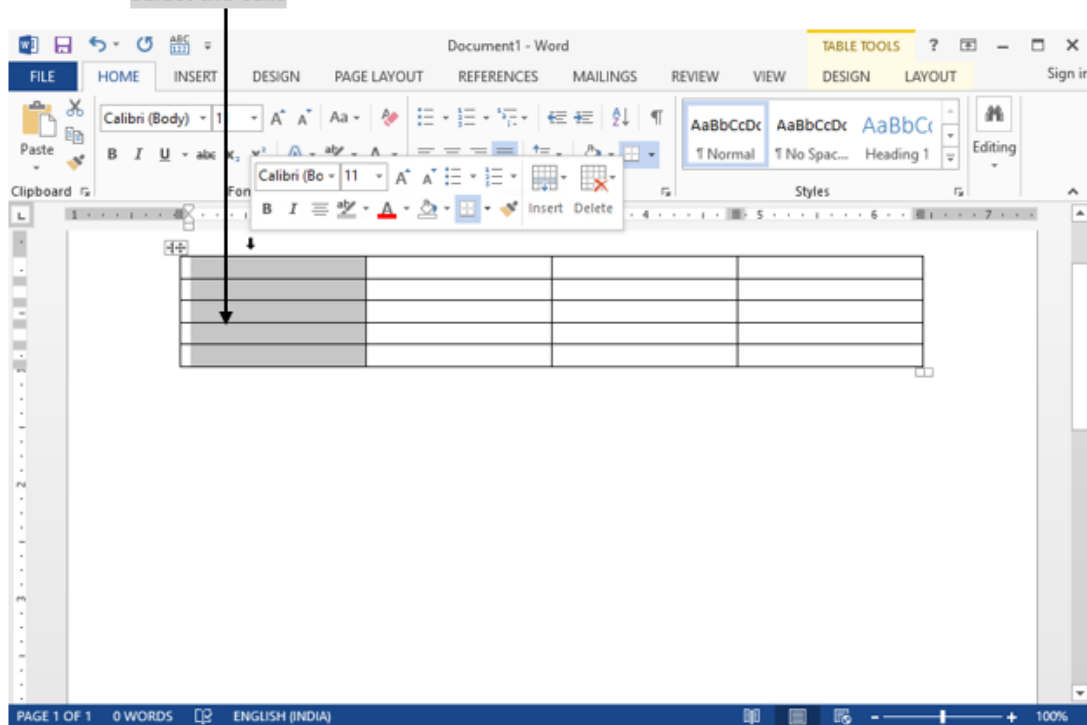 Document1 - Word
TABLE TOOLS
FILE HOME INSERT DESIGN PAGE LAYOUT REFERENCES MAILINGS REVIEW VIEW DESIGN LAYOUT Sign in
Calibri (Body)
Paste
B I U abc
AaBbCcDc AaBbCcDc AaBbCc
¶ Normal ¶ No Spac... Heading 1
Editing
Clipboard Styles
Calibri (Bo 11
B I Insert Delete
1 4 5 6 7
1
2
3
PAGE 1 OF 1 0 WORDS ENGLISH (INDIA) 100%